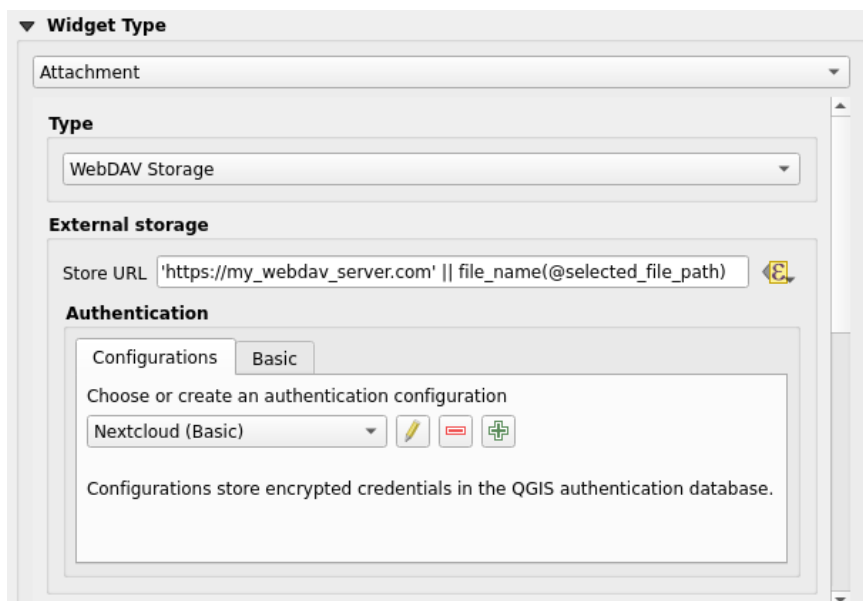 Widget Type
Attachment
Type
WebDAV Storage
External storage
Store URL 'https://my_webdav_server.com' || file_name(@selected_file_path)
Authentication
Configurations Basic
Choose or create an authentication configuration
Nextcloud (Basic)
Configurations store encrypted credentials in the QGIS authentication database.